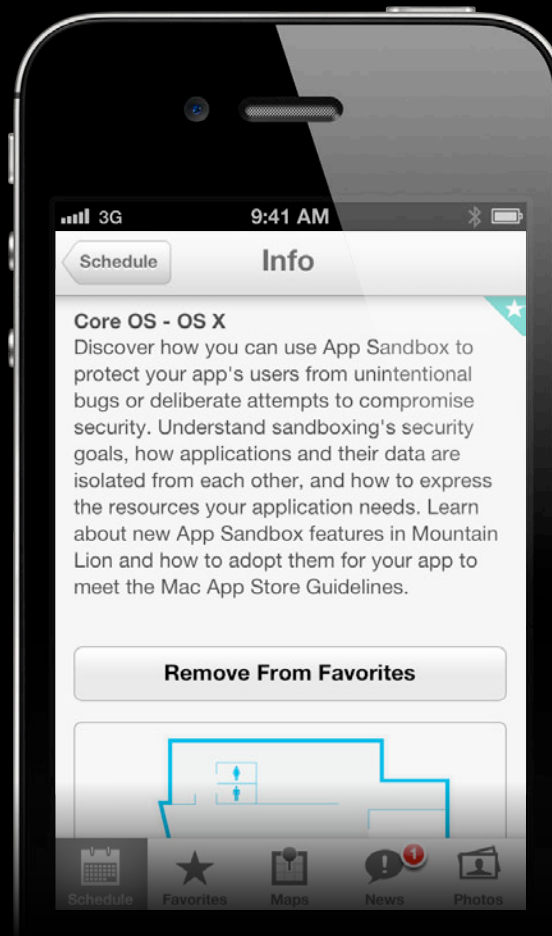 3G 9:41 AM
Schedule Info
Core OS - OS X
Discover how you can use App Sandbox to
protect your app's users from unintentional
bugs or deliberate attempts to compromise
security. Understand sandboxing's security
goals, how applications and their data are
isolated from each other, and how to express
the resources your application needs. Learn
about new App Sandbox features in Mountain
Lion and how to adopt them for your app to
meet the Mac App Store Guidelines.
Remove From Favorites
1
Schedule Favorites Maps News Photos